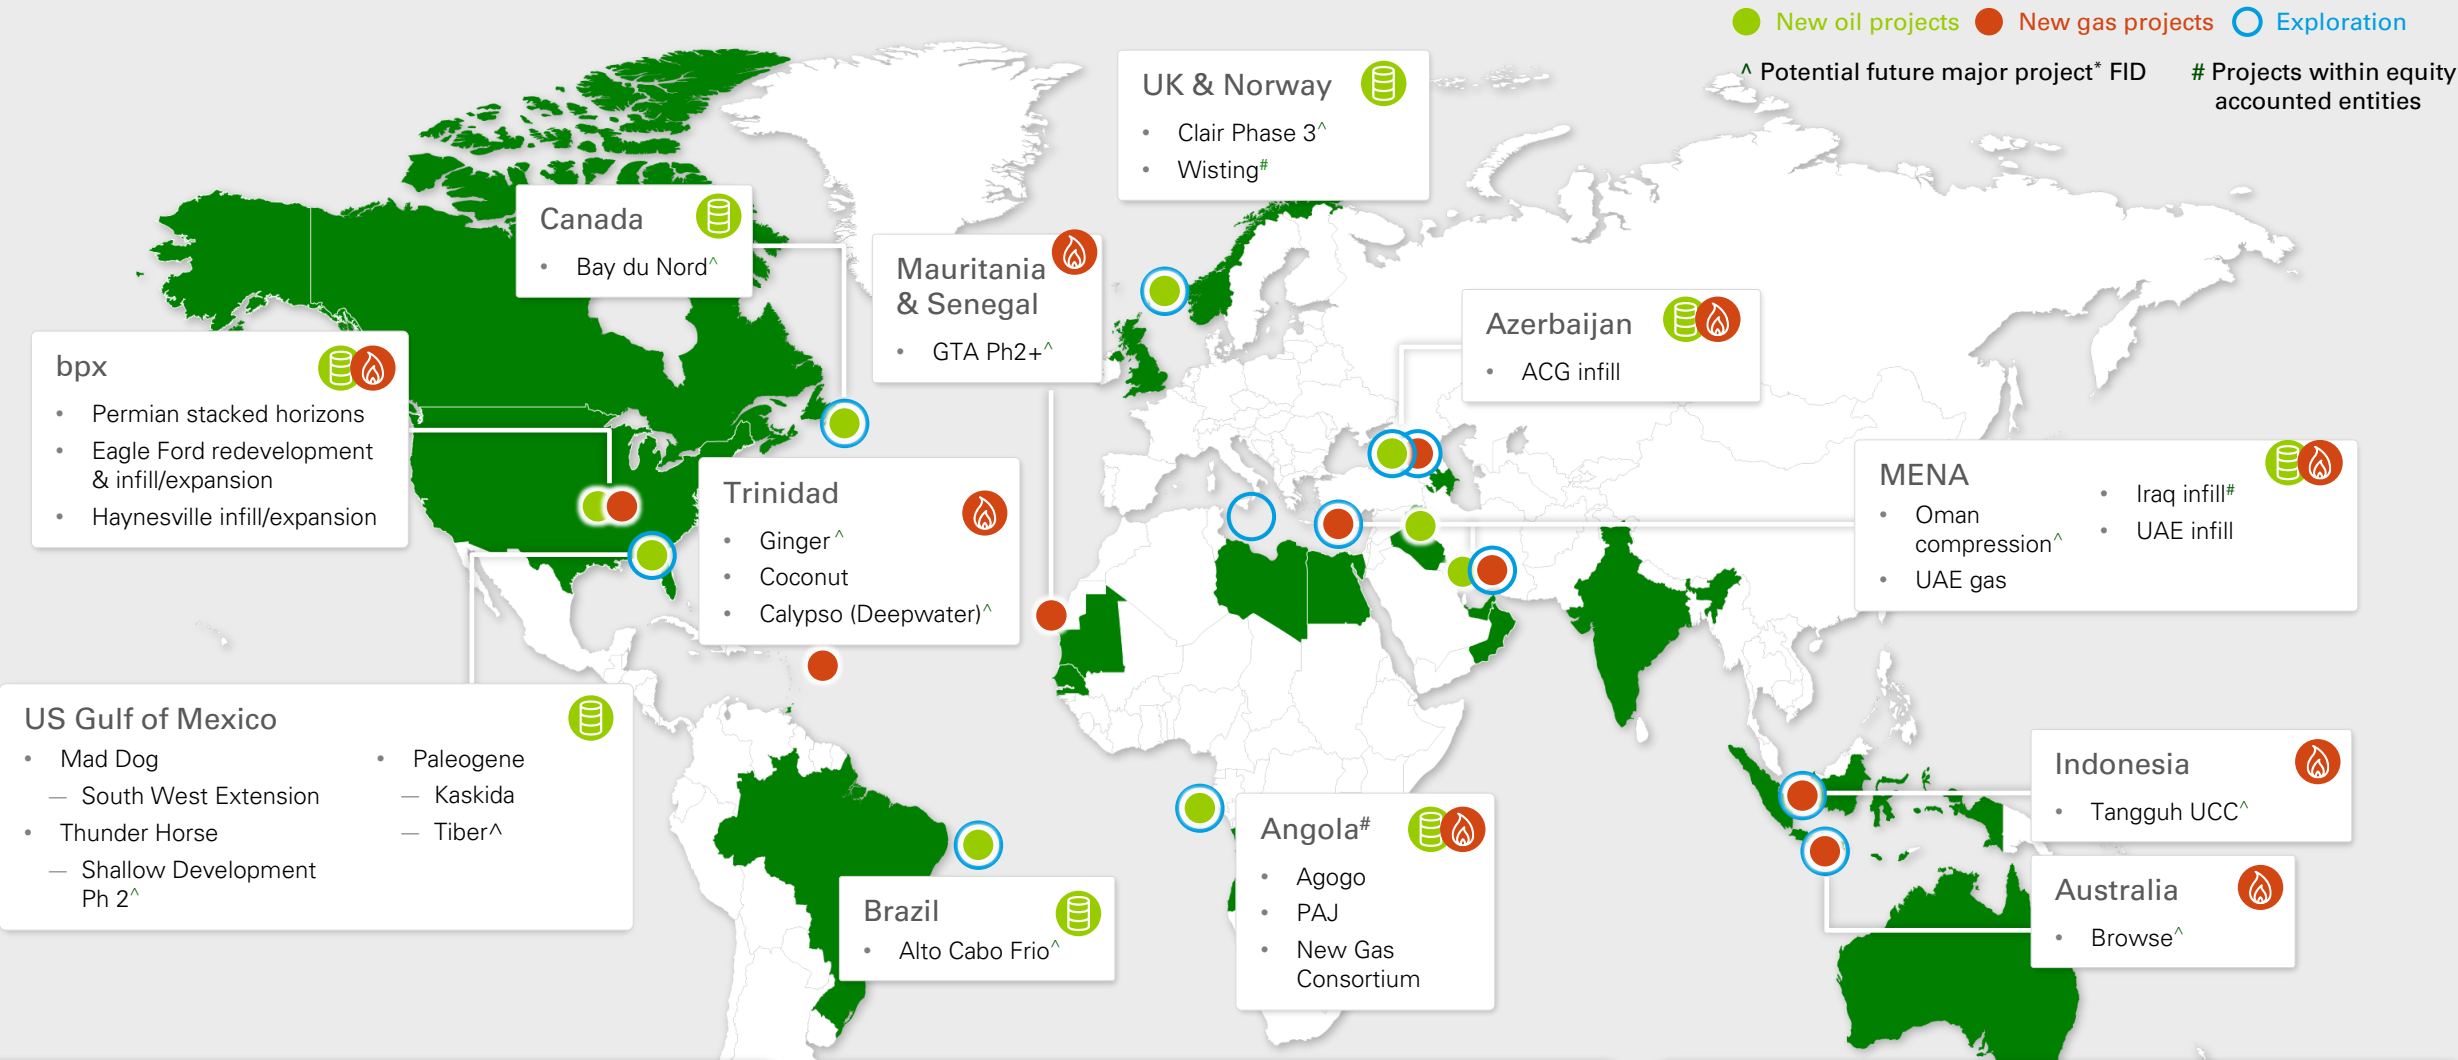 New oil projects New gas projects Exploration
^ Potential future major project* FID # Projects within equity
accounted entities
UK & Norway
• Clair Phase 3^
• Wisting#
Canada
• Bay du Nord^
Mauritania
& Senegal
• GTA Ph2+^
Azerbaijan
• ACG infill
bpx
• Permian stacked horizons
• Eagle Ford redevelopment
& infill/expansion
• Haynesville infill/expansion
Trinidad
• Ginger^
• Coconut
• Calypso (Deepwater)^
MENA
• Oman
compression^
• UAE gas
• Iraq infill#
• UAE infill
US Gulf of Mexico
• Mad Dog
— South West Extension
• Thunder Horse
— Shallow Development
Ph 2^
• Paleogene
— Kaskida
— Tiber^
Brazil
• Alto Cabo Frio^
Angola#
• Agogo
• PAJ
• New Gas
Consortium
Indonesia
• Tangguh UCC^
Australia
• Browse^